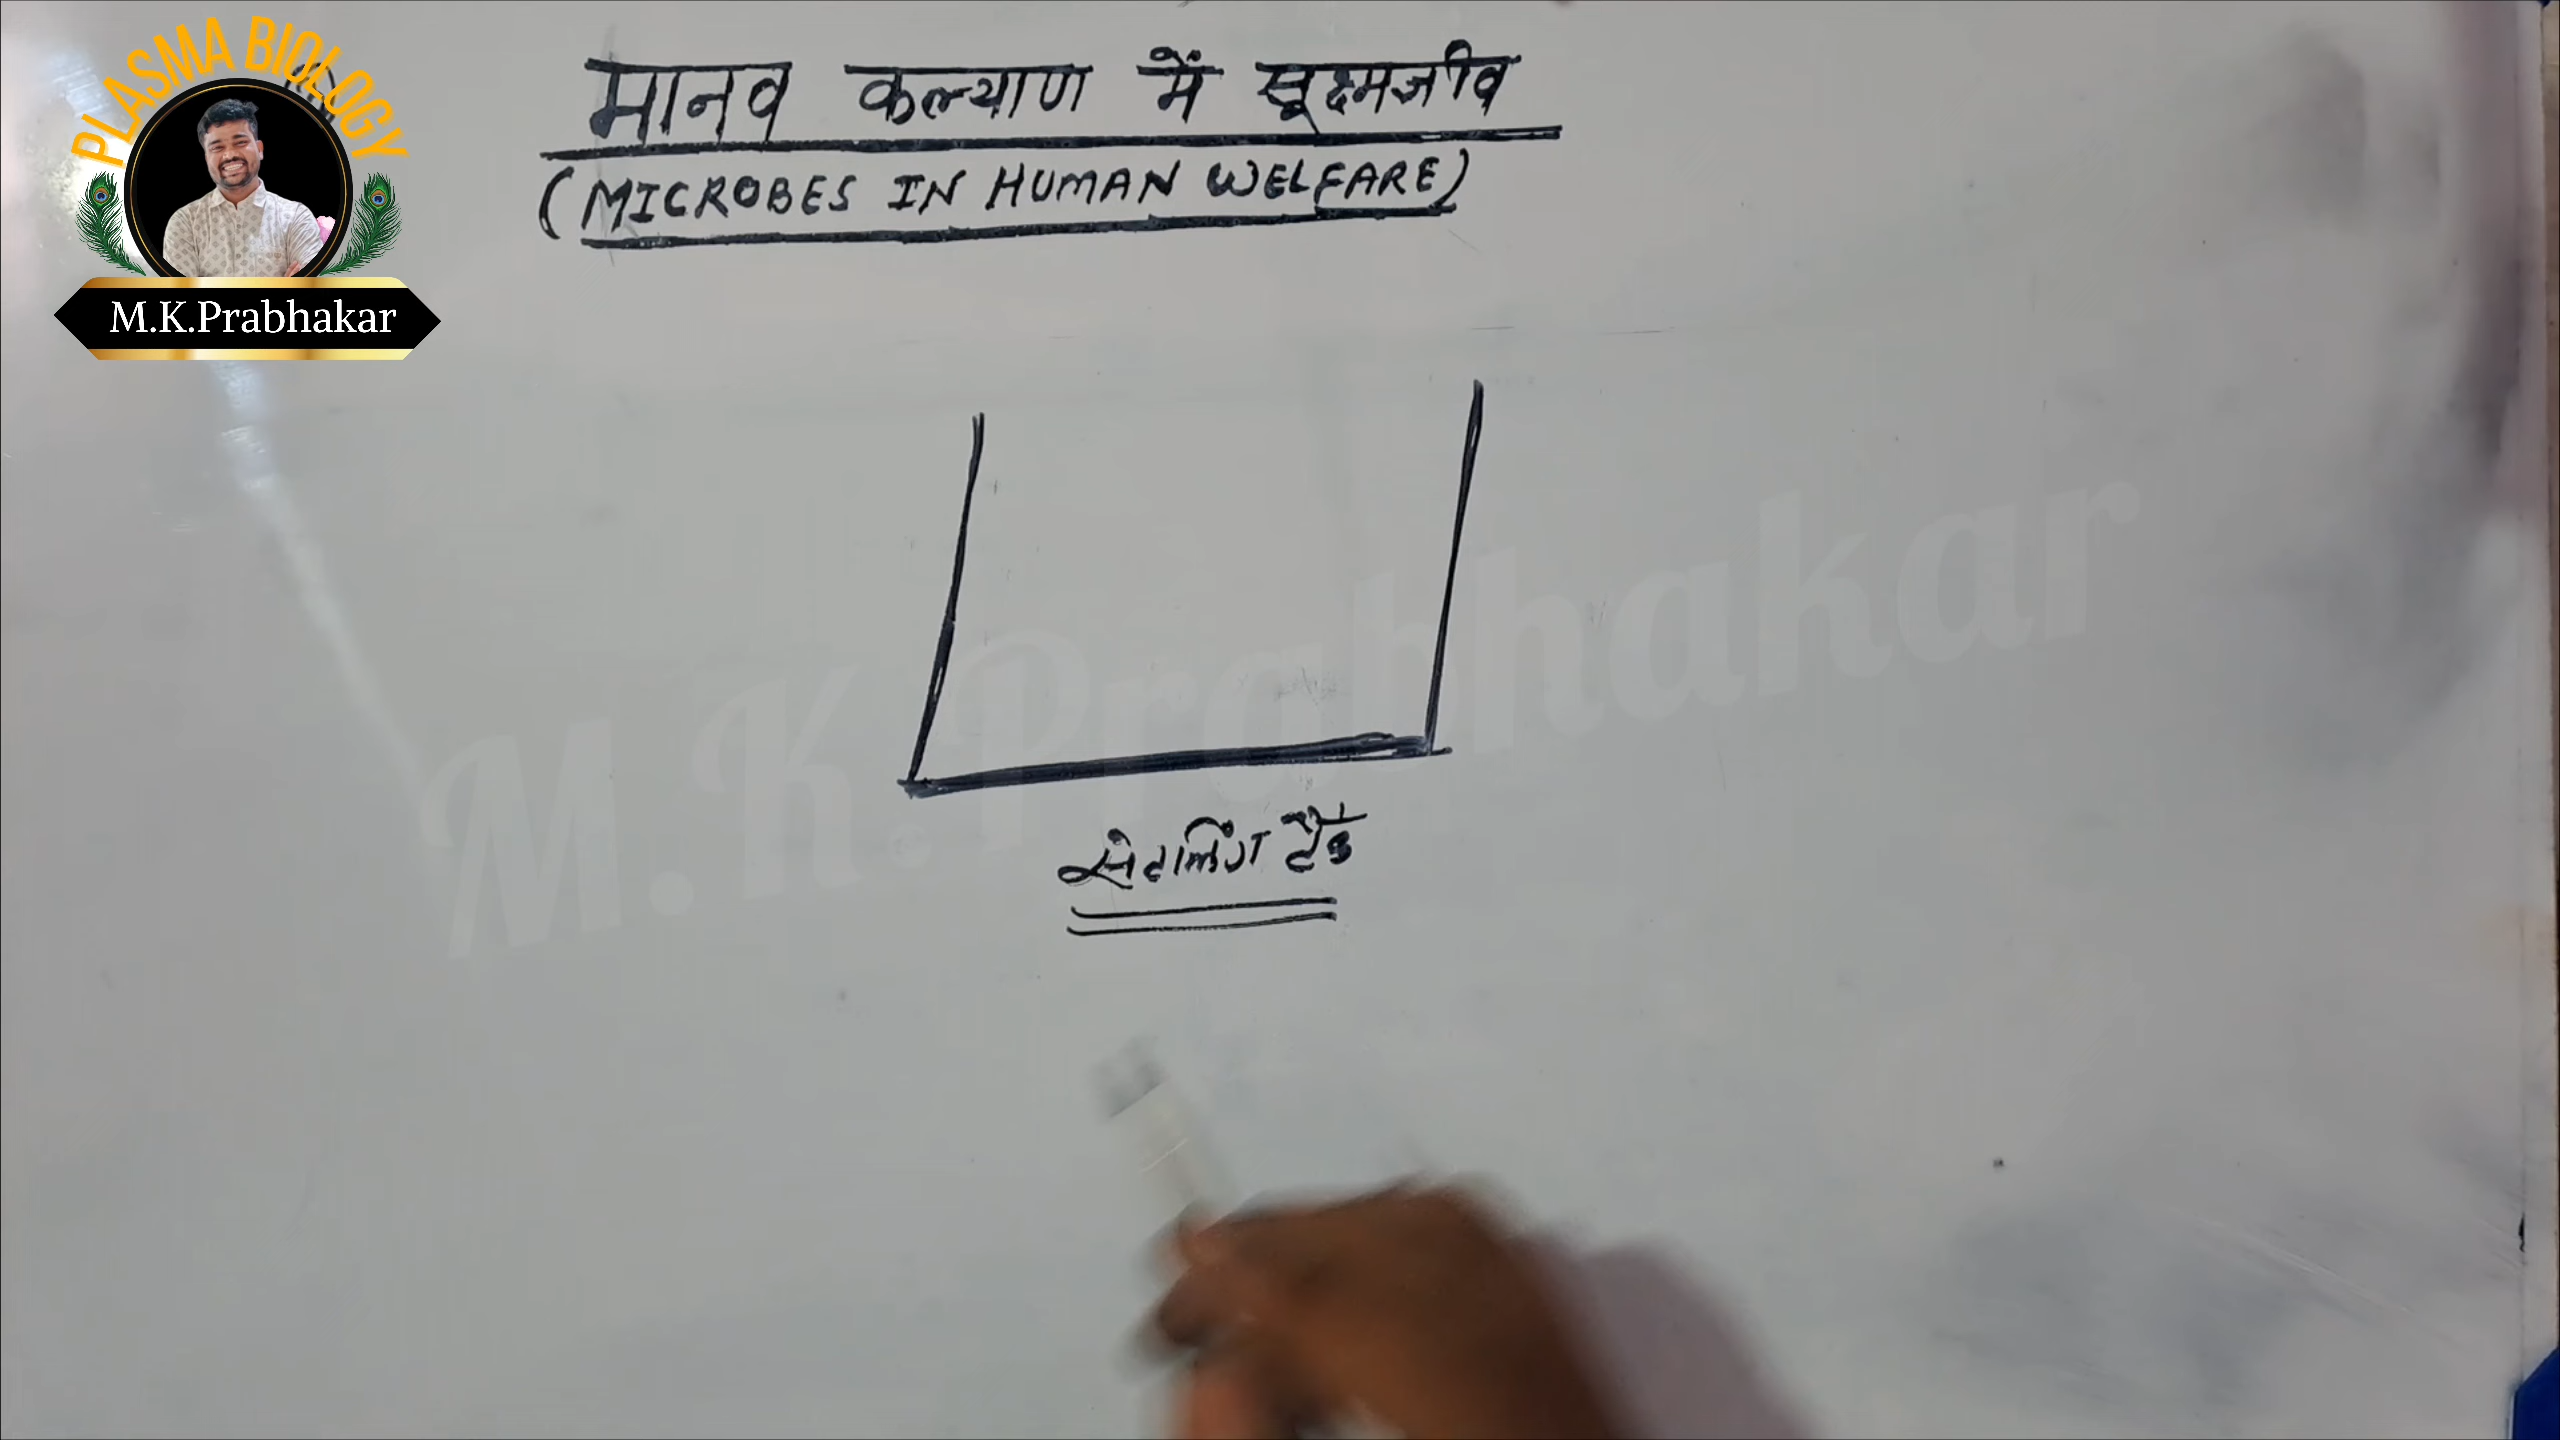 PLASMA BIOLOGY
M.K.Prabhakar
मानव कल्याण में सूक्ष्मजीव
(MICROBES IN HUMAN WELFARE)
M.K.Prabhakar
सेटलिंग टैंक